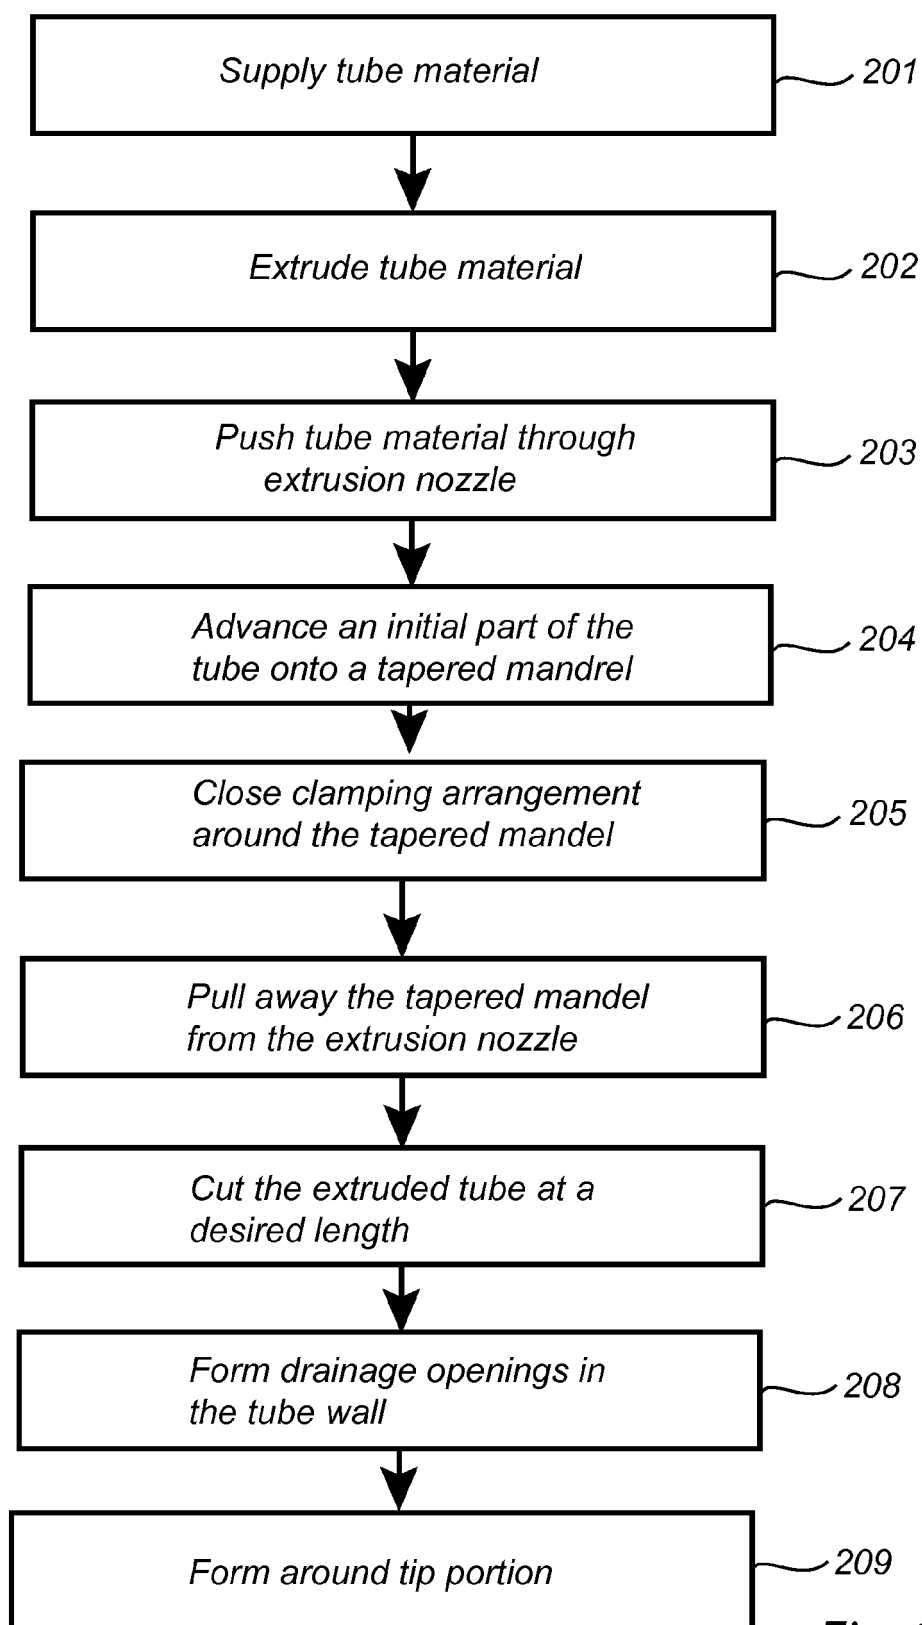 Supply tube material
201
Extrude tube material
202
Push tube material through
extrusion nozzle
203
Advance an initial part of the
tube onto a tapered mandrel
204
Close clamping arrangement
around the tapered mandel
205
Pull away the tapered mandel
from the extrusion nozzle
206
Cut the extruded tube at a
desired length
207
Form drainage openings in
the tube wall
208
Form around tip portion
209